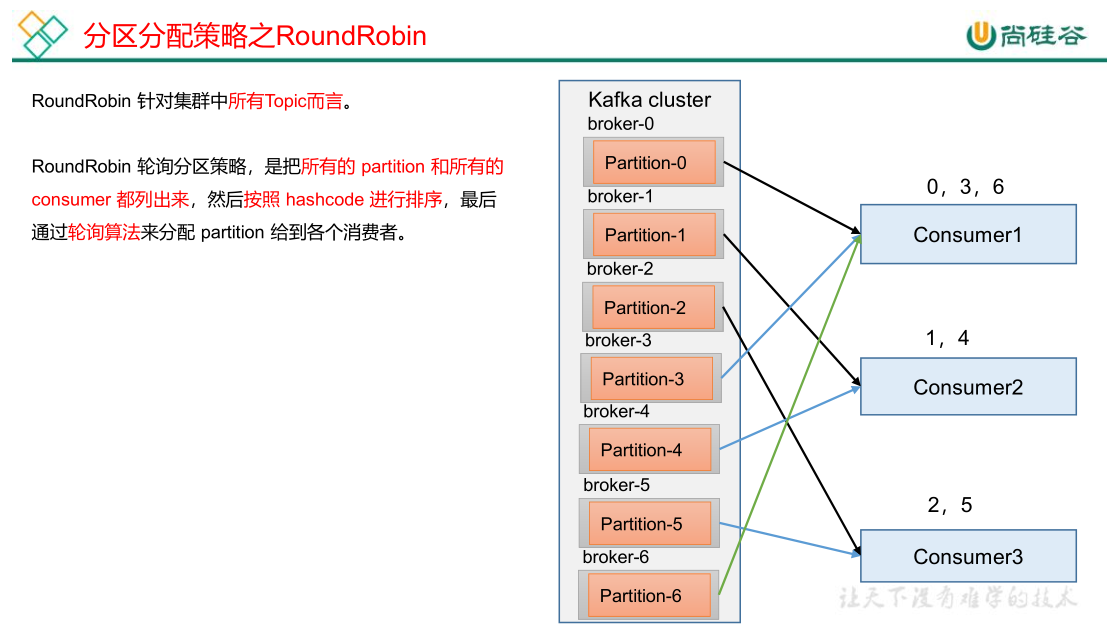 分区分配策略之RoundRobin
尚硅谷
RoundRobin 针对集群中所有Topic而言。
RoundRobin 轮询分区策略，是把所有的 partition 和所有的
consumer 都列出来，然后按照 hashcode 进行排序，最后
通过轮询算法来分配 partition 给到各个消费者。
Kafka cluster
broker-0
Partition-0
broker-1
Partition-1
broker-2
Partition-2
broker-3
Partition-3
broker-4
Partition-4
broker-5
Partition-5
broker-6
Partition-6
0，3，6
Consumer1
1，4
Consumer2
2，5
Consumer3
让天下没有难学的技术